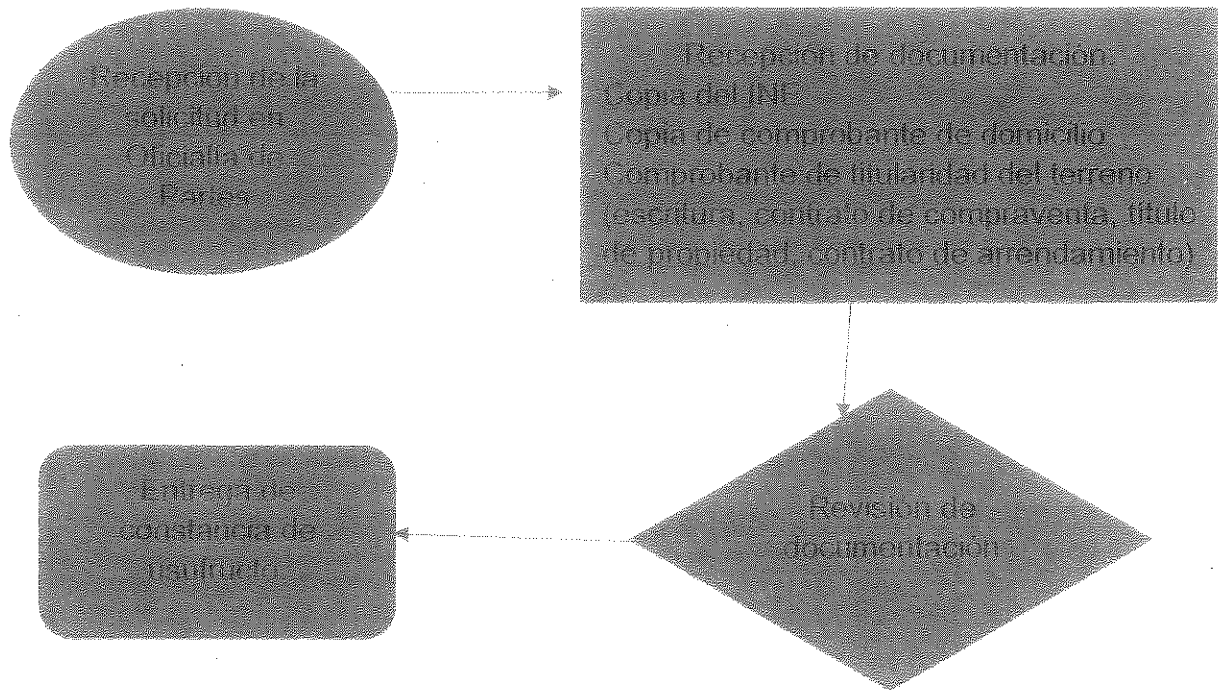 Recepción de la
solicitud en
Oficialía de
Partes
Recepción de documentación:
Copia del INE
Copia de comprobante de domicilio
Comprobante de titularidad del terreno
(escritura, contrato de compraventa, título
de propiedad, contrato de arrendamiento)
Revisión de
documentación
Entrega de
constancia de
usufructo